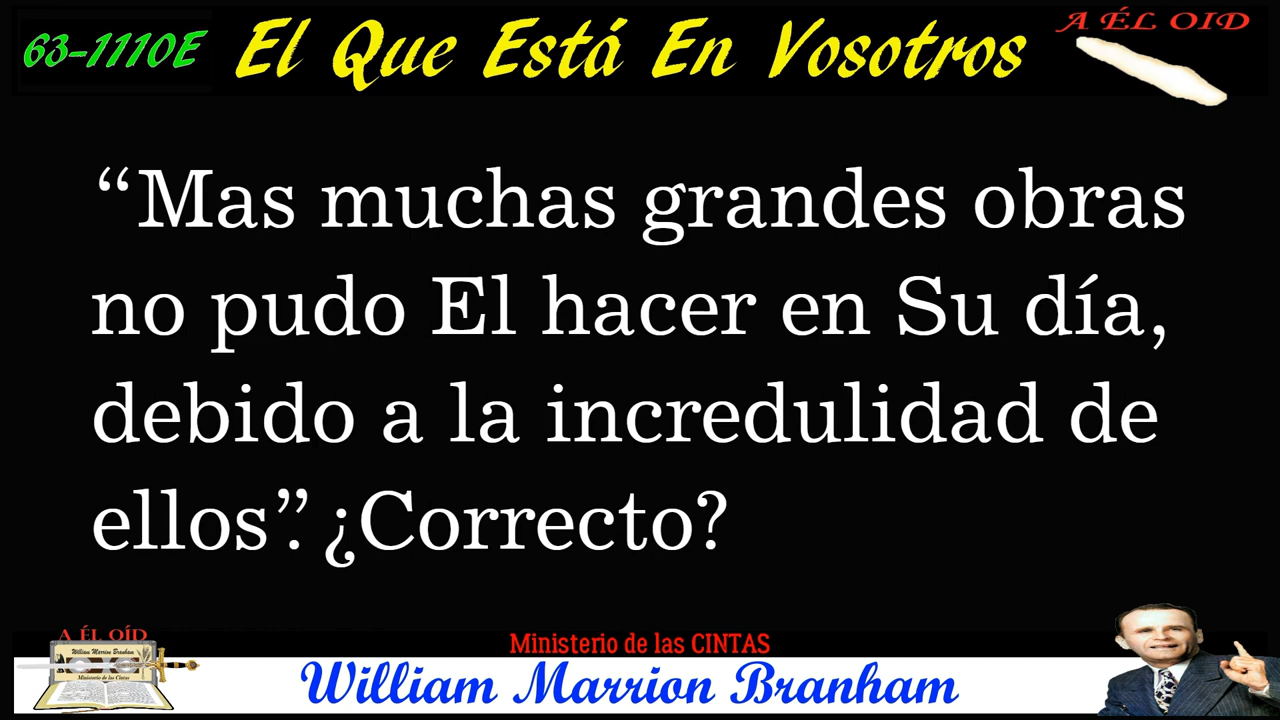 63-1110E El Que Está En Vosotros
A ÉL OID
“Mas muchas grandes obras
no pudo El hacer en Su día,
debido a la incredulidad de
ellos”. ¿Correcto?
A ÉL OÍD
William Marrion Branham
Ministerio de las Cintas
Ministerio de las CINTAS
William Marrion Branham